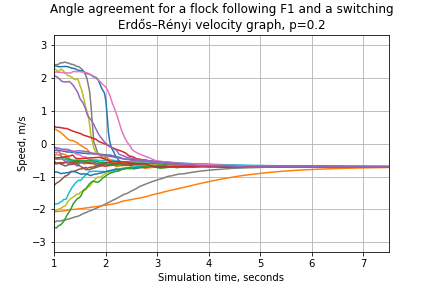 Angle agreement for a flock following F1 and a switching
Erdős–Rényi velocity graph, p=0.2
Speed, m/s
3
2
1
0
−1
−2
−3
1 2 3 4 5 6 7
Simulation time, seconds